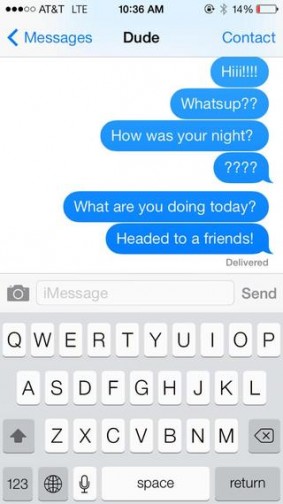 AT&T LTE 10:36 AM 14%
Messages Dude Contact
Hiii!!!!
Whatsup??
How was your night?
????
What are you doing today?
Headed to a friends!
Delivered
iMessage Send
Q W E R T Y U I O P
A S D F G H J K L
Z X C V B N M
123 space return